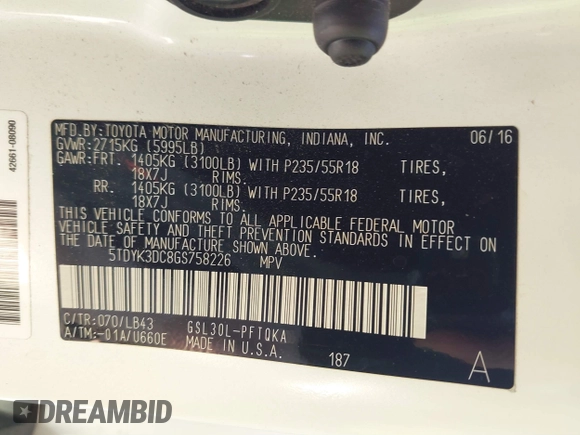 MFD.BY:TOYOTA MOTOR MANUFACTURING, INDIANA, INC. 06/16
GVWR:2715KG (5995LB)
GAWR:FRT. 1405KG (3100LB) WITH P235/55R18 TIRES,
18X7J RIMS,
RR. 1405KG (3100LB) WITH P235/55R18 TIRES,
18X7J RIMS.
THIS VEHICLE CONFORMS TO ALL APPLICABLE FEDERAL MOTOR
VEHICLE SAFETY AND THEFT PREVENTION STANDARDS IN EFFECT
ON THE DATE OF MANUFACTURE SHOWN ABOVE.
5TDYK3DC8GS758226 MPV
C/TR:070/LB43 GSL30L-PFTQKA
A/TM:-01A/U660E MADE IN U.S.A. 187 A
42661-08090
DREAMBID